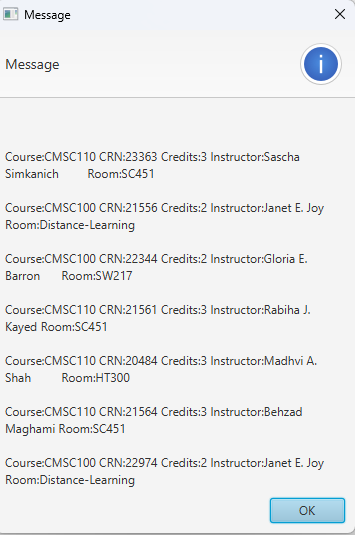 Message
Message
i
Course:CMSC110 CRN:23363 Credits:3 Instructor:Sascha
Simkanich Room:SC451
Course:CMSC100 CRN:21556 Credits:2 Instructor:Janet E. Joy
Room:Distance-Learning
Course:CMSC100 CRN:22344 Credits:2 Instructor:Gloria E.
Barron Room:SW217
Course:CMSC110 CRN:21561 Credits:3 Instructor:Rabiha J.
Kayed Room:SC451
Course:CMSC110 CRN:20484 Credits:3 Instructor:Madhvi A.
Shah Room:HT300
Course:CMSC110 CRN:21564 Credits:3 Instructor:Behzad
Maghami Room:SC451
Course:CMSC100 CRN:22974 Credits:2 Instructor:Janet E. Joy
Room:Distance-Learning
OK